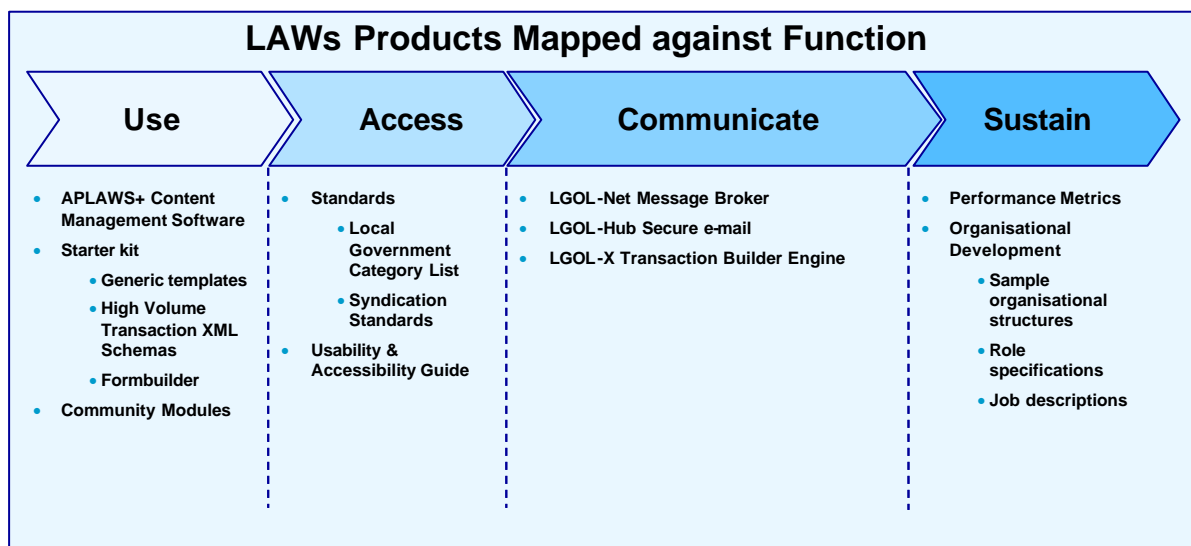 LAWs Products Mapped against Function
Use
Access
Communicate
Sustain
• APLAWS+ Content
Management Software
• Starter kit
• Generic templates
• High Volume
Transaction XML
Schemas
• Formbuilder
• Community Modules
• Standards
• Local
Government
Category List
• Syndication
Standards
• Usability &
Accessibility Guide
• LGOL-Net Message Broker
• LGOL-Hub Secure e-mail
• LGOL-X Transaction Builder Engine
• Performance Metrics
• Organisational
Development
• Sample
organisational
structures
• Role
specifications
• Job descriptions